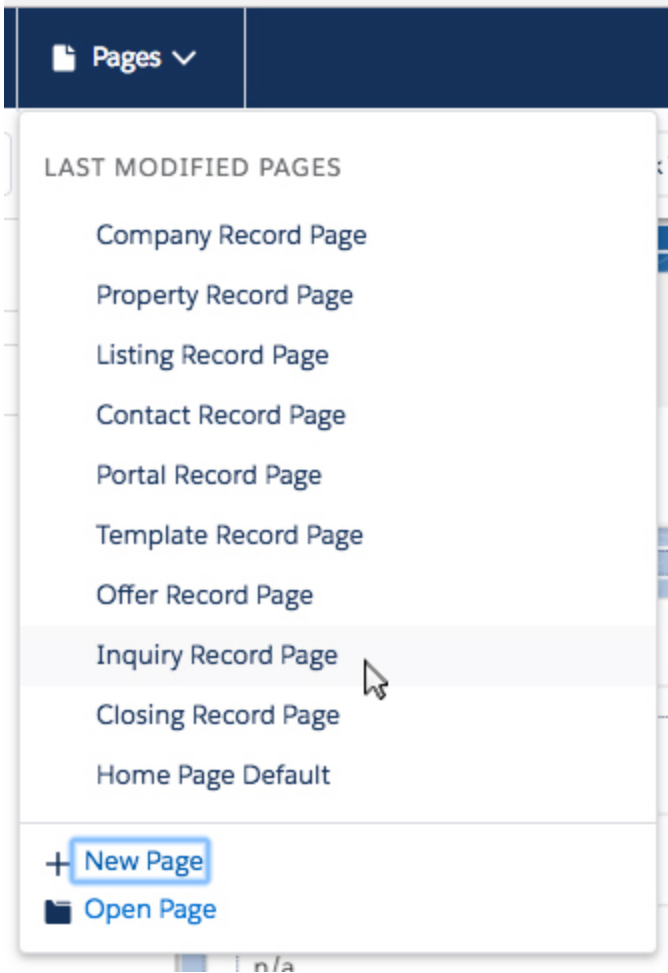 Pages
LAST MODIFIED PAGES
Company Record Page
Property Record Page
Listing Record Page
Contact Record Page
Portal Record Page
Template Record Page
Offer Record Page
Inquiry Record Page
Closing Record Page
Home Page Default
New Page
Open Page
n/a